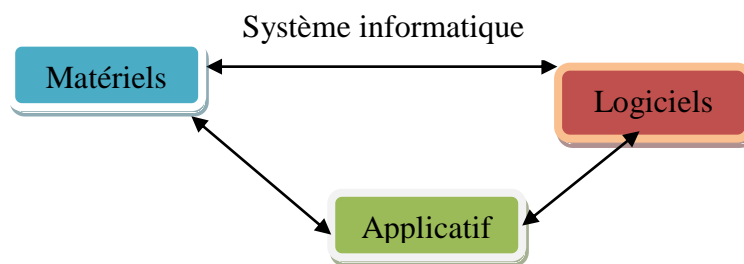 Système informatique
Matériels
Logiciels
Applicatif